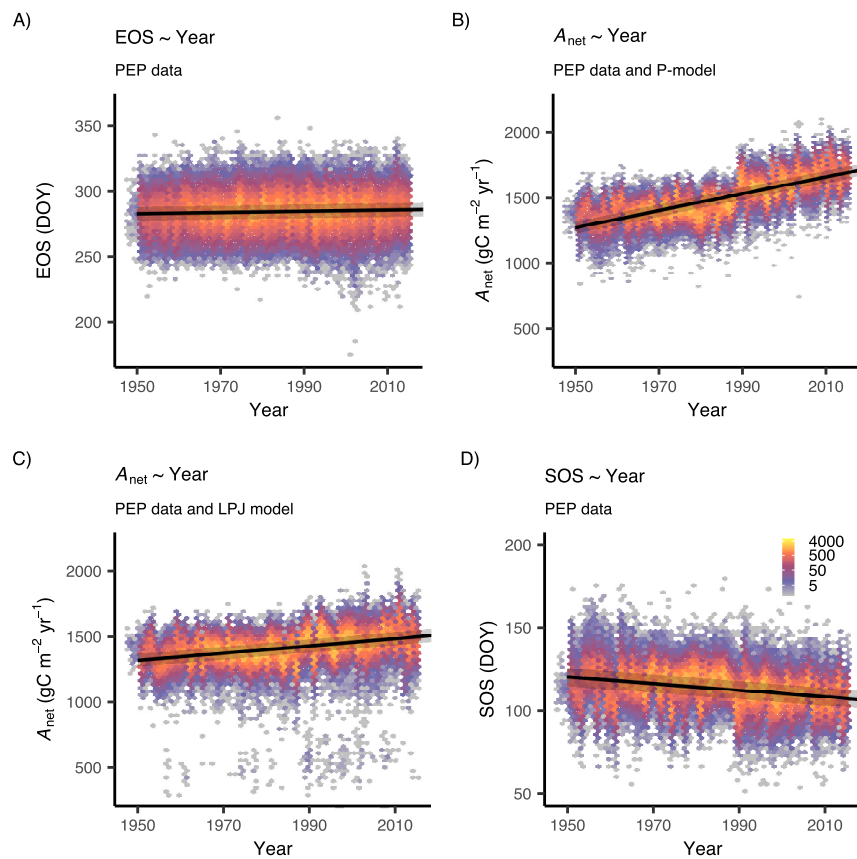 A)
EOS ~ Year
PEP data
350
300
250
200
EOS (DOY)
1950 1970 1990 2010
Year
B)
Anet ~ Year
PEP data and P-model
2000
1500
1000
500
Anet (gC m−2 yr−1)
1950 1970 1990 2010
Year
C)
Anet ~ Year
PEP data and LPJ model
2000
1500
1000
500
Anet (gC m−2 yr−1)
1950 1970 1990 2010
Year
D)
SOS ~ Year
PEP data
200
150
100
50
SOS (DOY)
4000
500
50
5
1950 1970 1990 2010
Year